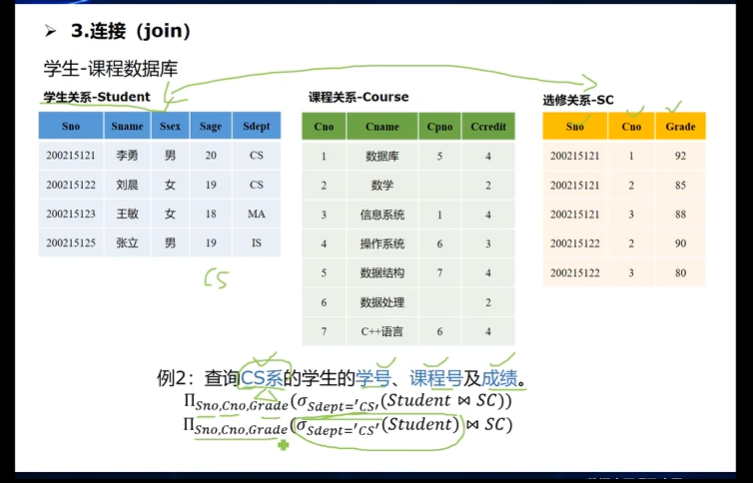 ➢ 3.连接（join）
学生-课程数据库
学生关系-Student
课程关系-Course
选修关系-SC
Sno Sname Ssex Sage Sdept
200215121 李勇 男 20 CS
200215122 刘晨 女 19 CS
200215123 王敏 女 18 MA
200215125 张立 男 19 IS
CS
Cno Cname Cpno Ccredit
1 数据库 5 4
2 数学 2
3 信息系统 1 4
4 操作系统 6 3
5 数据结构 7 4
6 数据处理 2
7 C++语言 6 4
Sno Cno Grade
200215121 1 92
200215121 2 85
200215121 3 88
200215122 2 90
200215122 3 80
例2：查询CS系的学生的学号、课程号及成绩。
Π_{Sno,Cno,Grade}(σ_{Sdept='CS'}(Student ⋈ SC))
Π_{Sno,Cno,Grade}(σ_{Sdept='CS'}(Student) ⋈ SC)